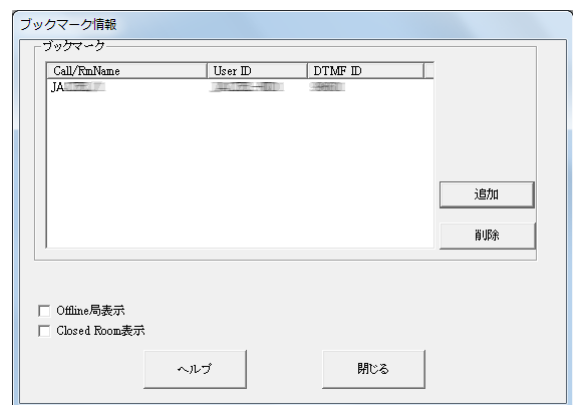 ブックマーク情報
ブックマーク
Call/RmName User ID DTMF ID
JA
追加
削除
Offline局表示
Closed Room表示
ヘルプ 閉じる